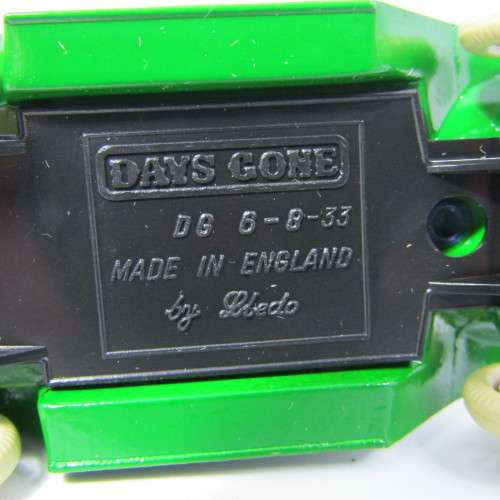 DAYS GONE
DG 6-8-33
MADE IN ENGLAND
by Lledo